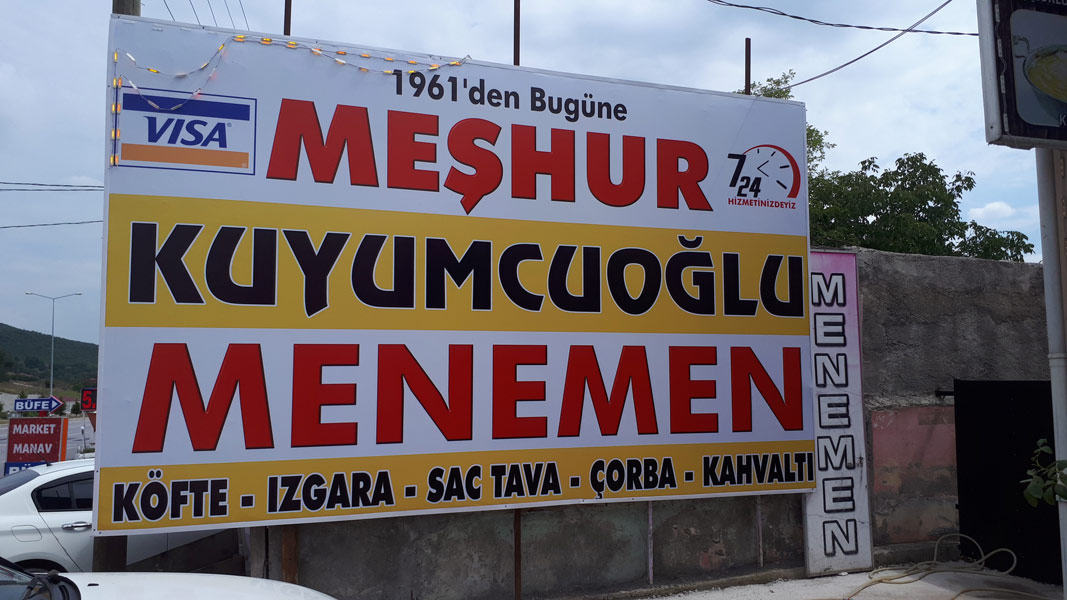 1961'den Bugüne
VISA
MEŞHUR
7/24
HİZMETİNİZDEYİZ
KUYUMCUOĞLU
MENEMEN
KÖFTE - IZGARA - SAC TAVA - ÇORBA - KAHVALTI
MENEMEN
BÜFE
5
MARKET
MANAV